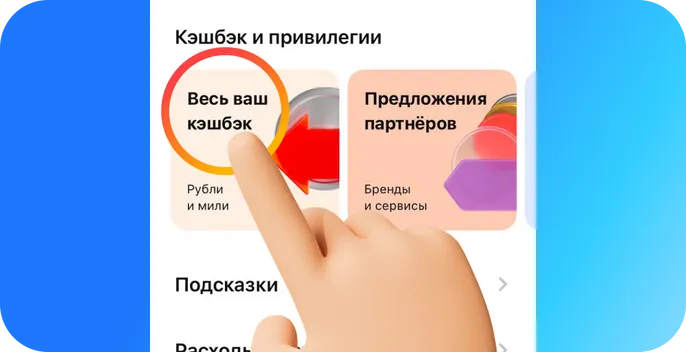 Кэшбэк и привилегии
Весь ваш
кэшбэк
Рубли
и мили
Предложения
партнёров
Бренды
и сервисы
Подсказки